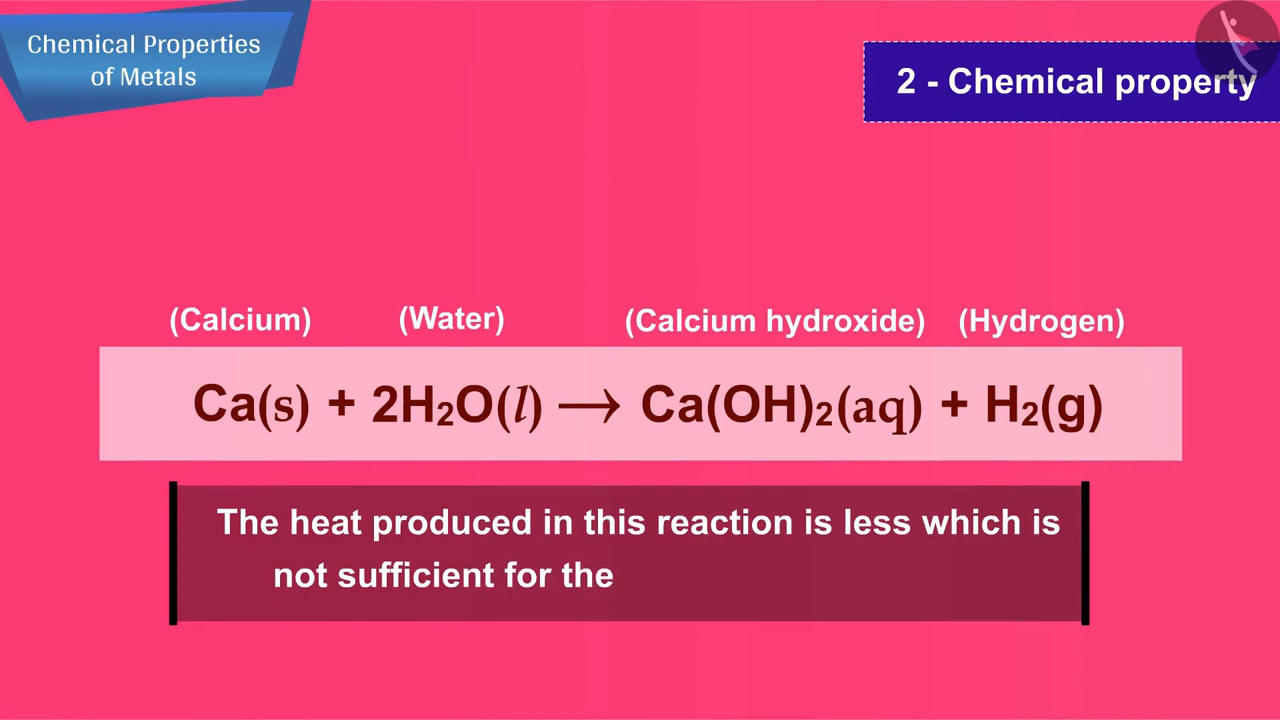 Chemical Properties
of Metals
2 - Chemical property
(Calcium) (Water) (Calcium hydroxide) (Hydrogen)
Ca(s) + 2H₂O(l) → Ca(OH)₂(aq) + H₂(g)
The heat produced in this reaction is less which is
not sufficient for the